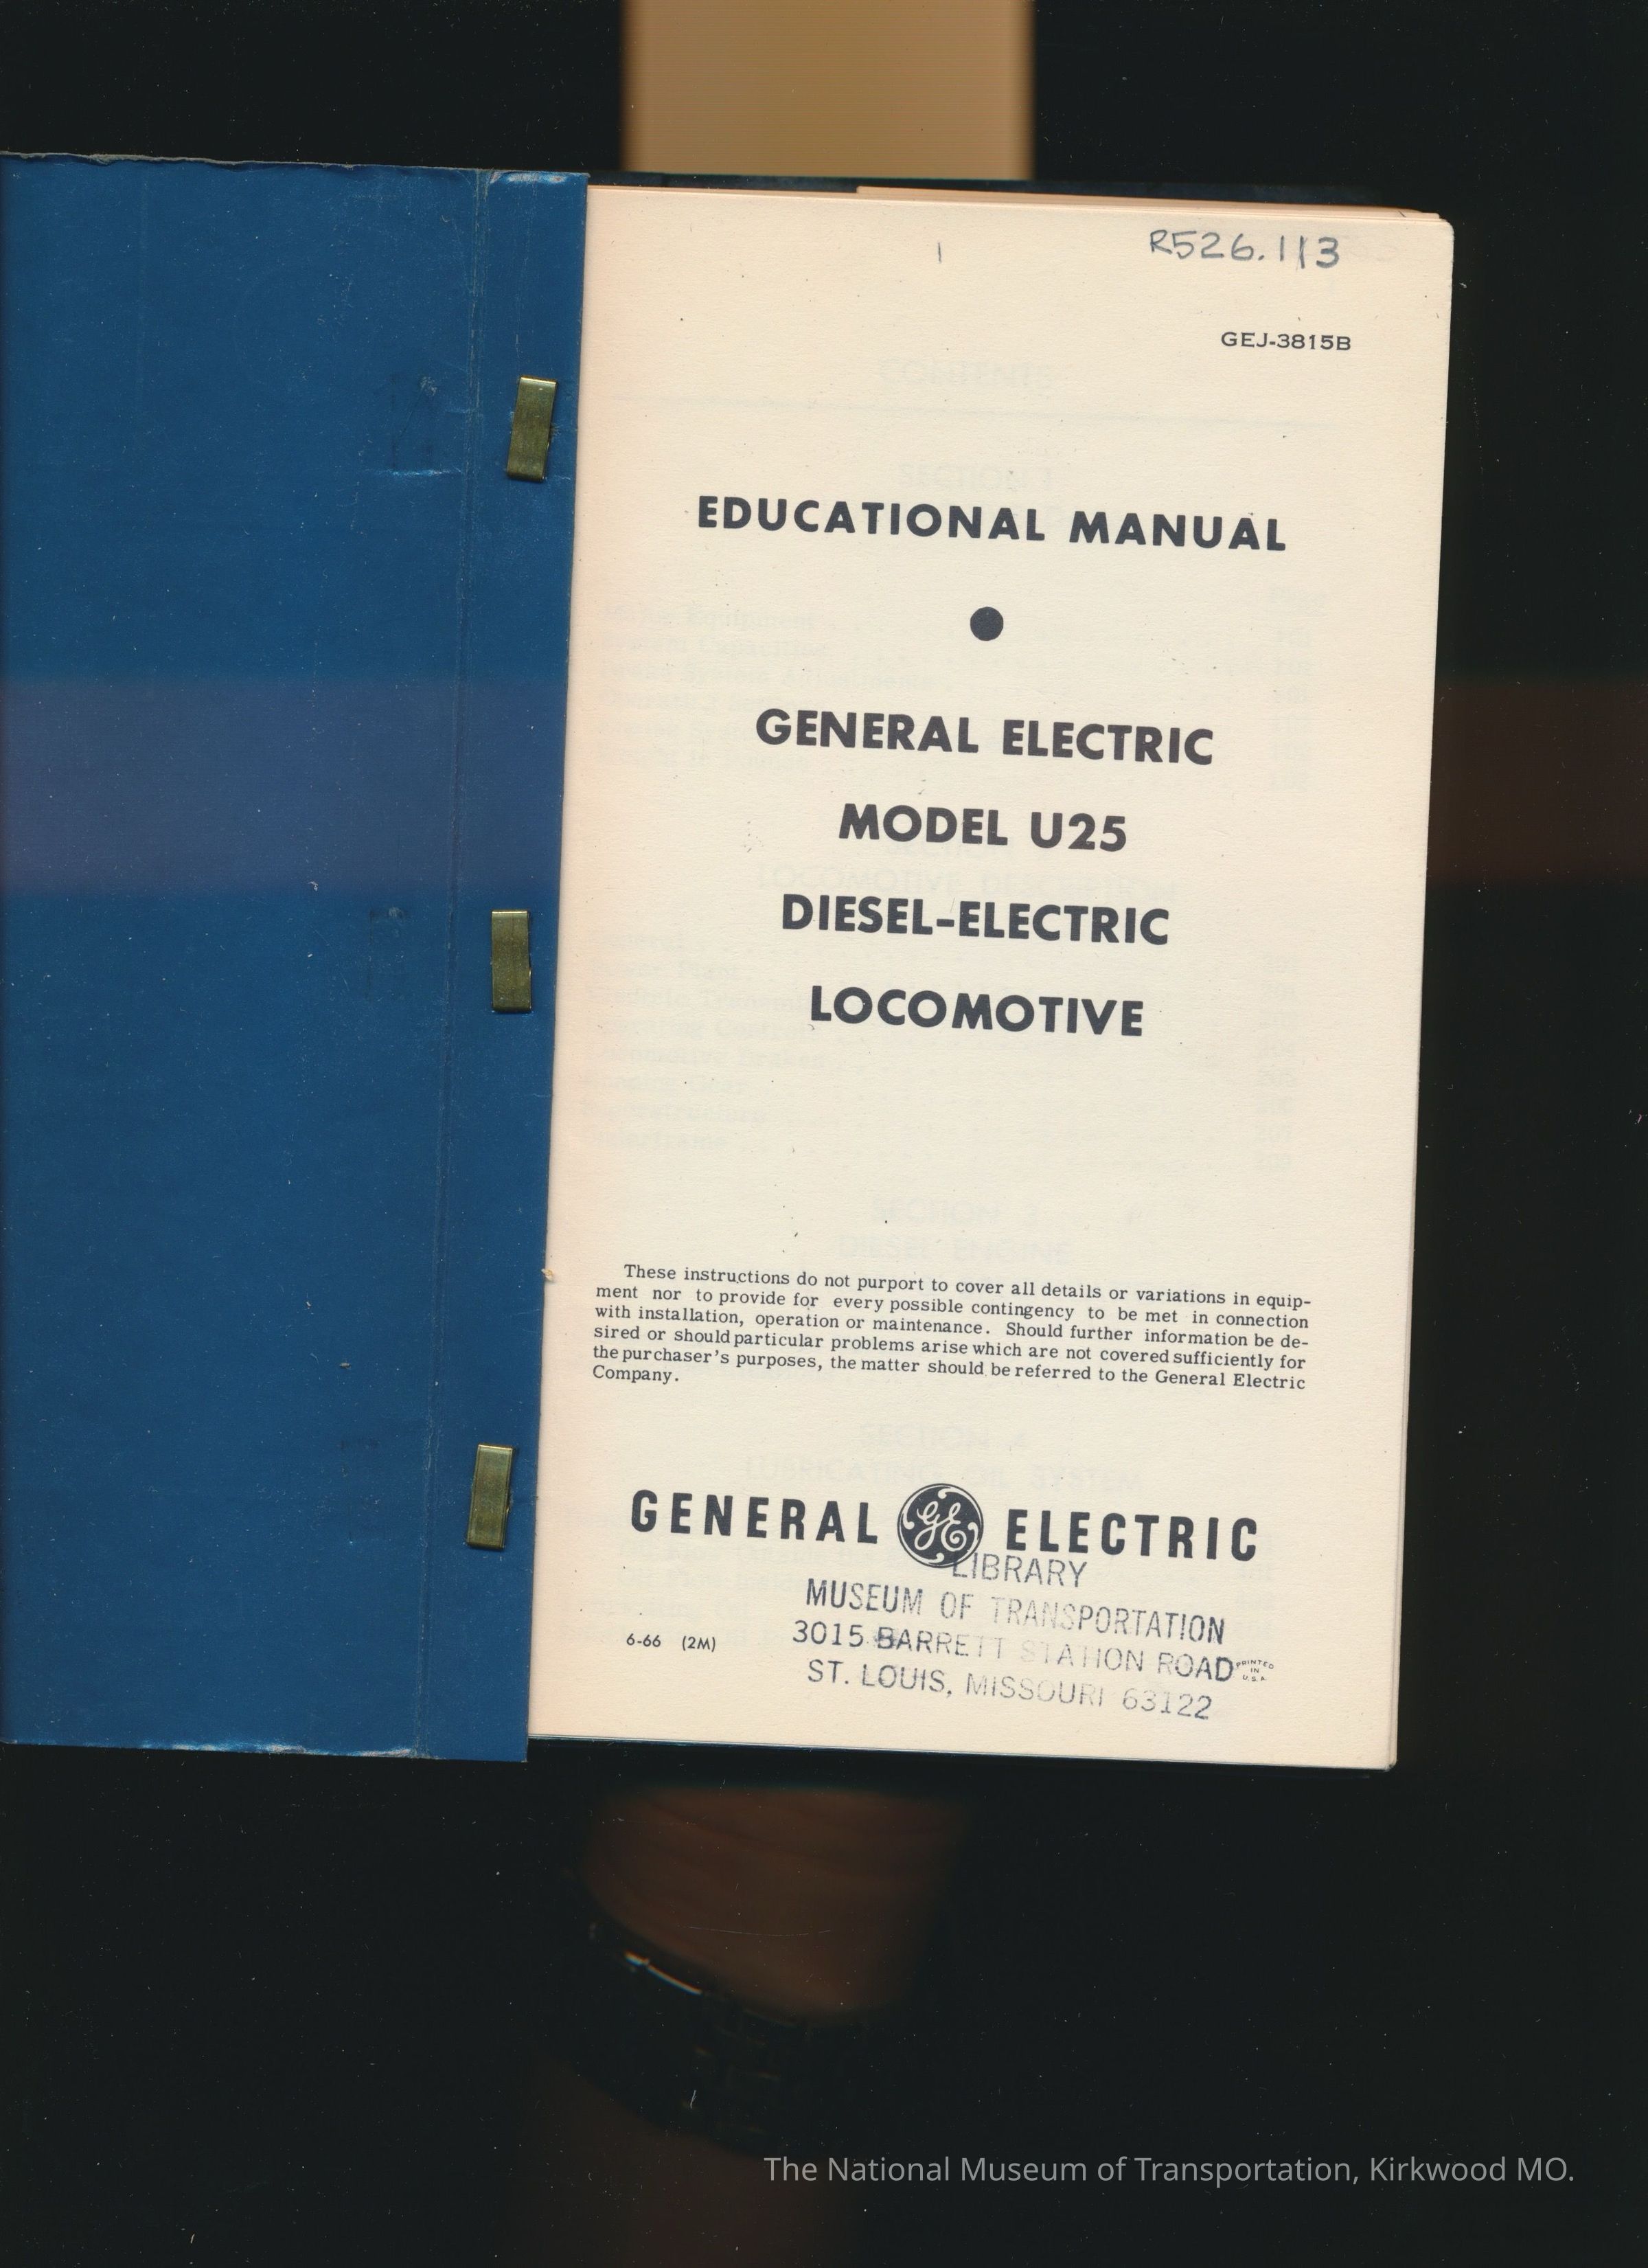 R526.113
GEJ-3815B
EDUCATIONAL MANUAL
GENERAL ELECTRIC
MODEL U25
DIESEL-ELECTRIC
LOCOMOTIVE
These instructions do not purport to cover all details or variations in equip-
ment nor to provide for every possible contingency to be met in connection
with installation, operation or maintenance. Should further information be de-
sired or should particular problems arise which are not covered sufficiently for
the purchaser's purposes, the matter should be referred to the General Electric
Company.
GENERAL GE ELECTRIC
LIBRARY
MUSEUM OF TRANSPORTATION
3015 BARRETT STATION ROAD
ST. LOUIS, MISSOURI 63122
6-66 (2M)
PRINTED
IN
U.S.A.
The National Museum of Transportation, Kirkwood MO.